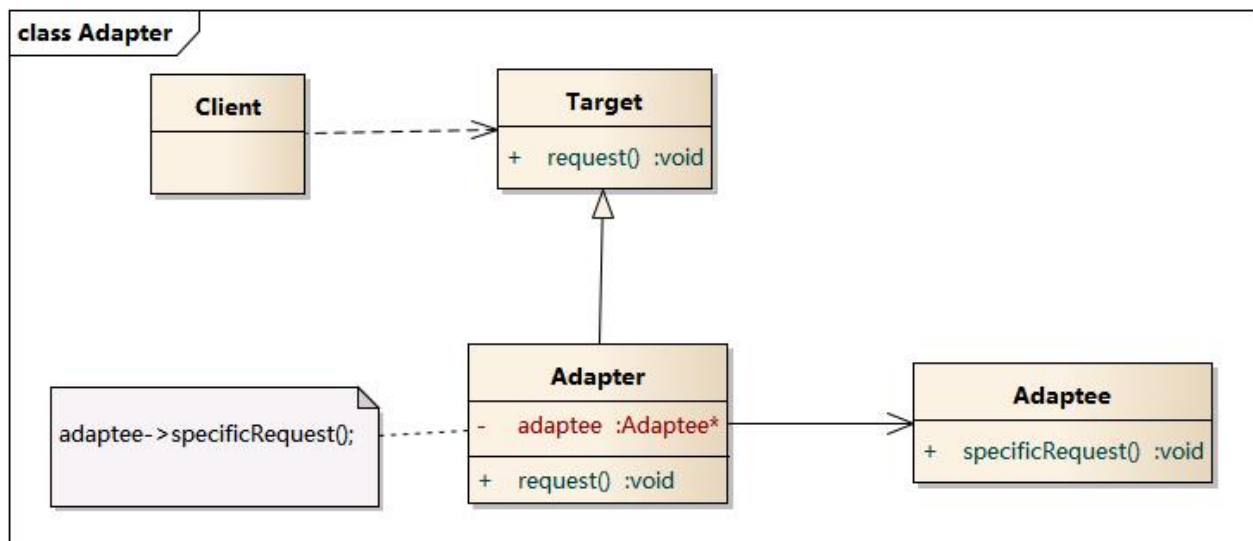 class Adapter
Client
Target
+ request() :void
Adapter
- adaptee :Adaptee*
+ request() :void
adaptee->specificRequest();
Adaptee
+ specificRequest() :void